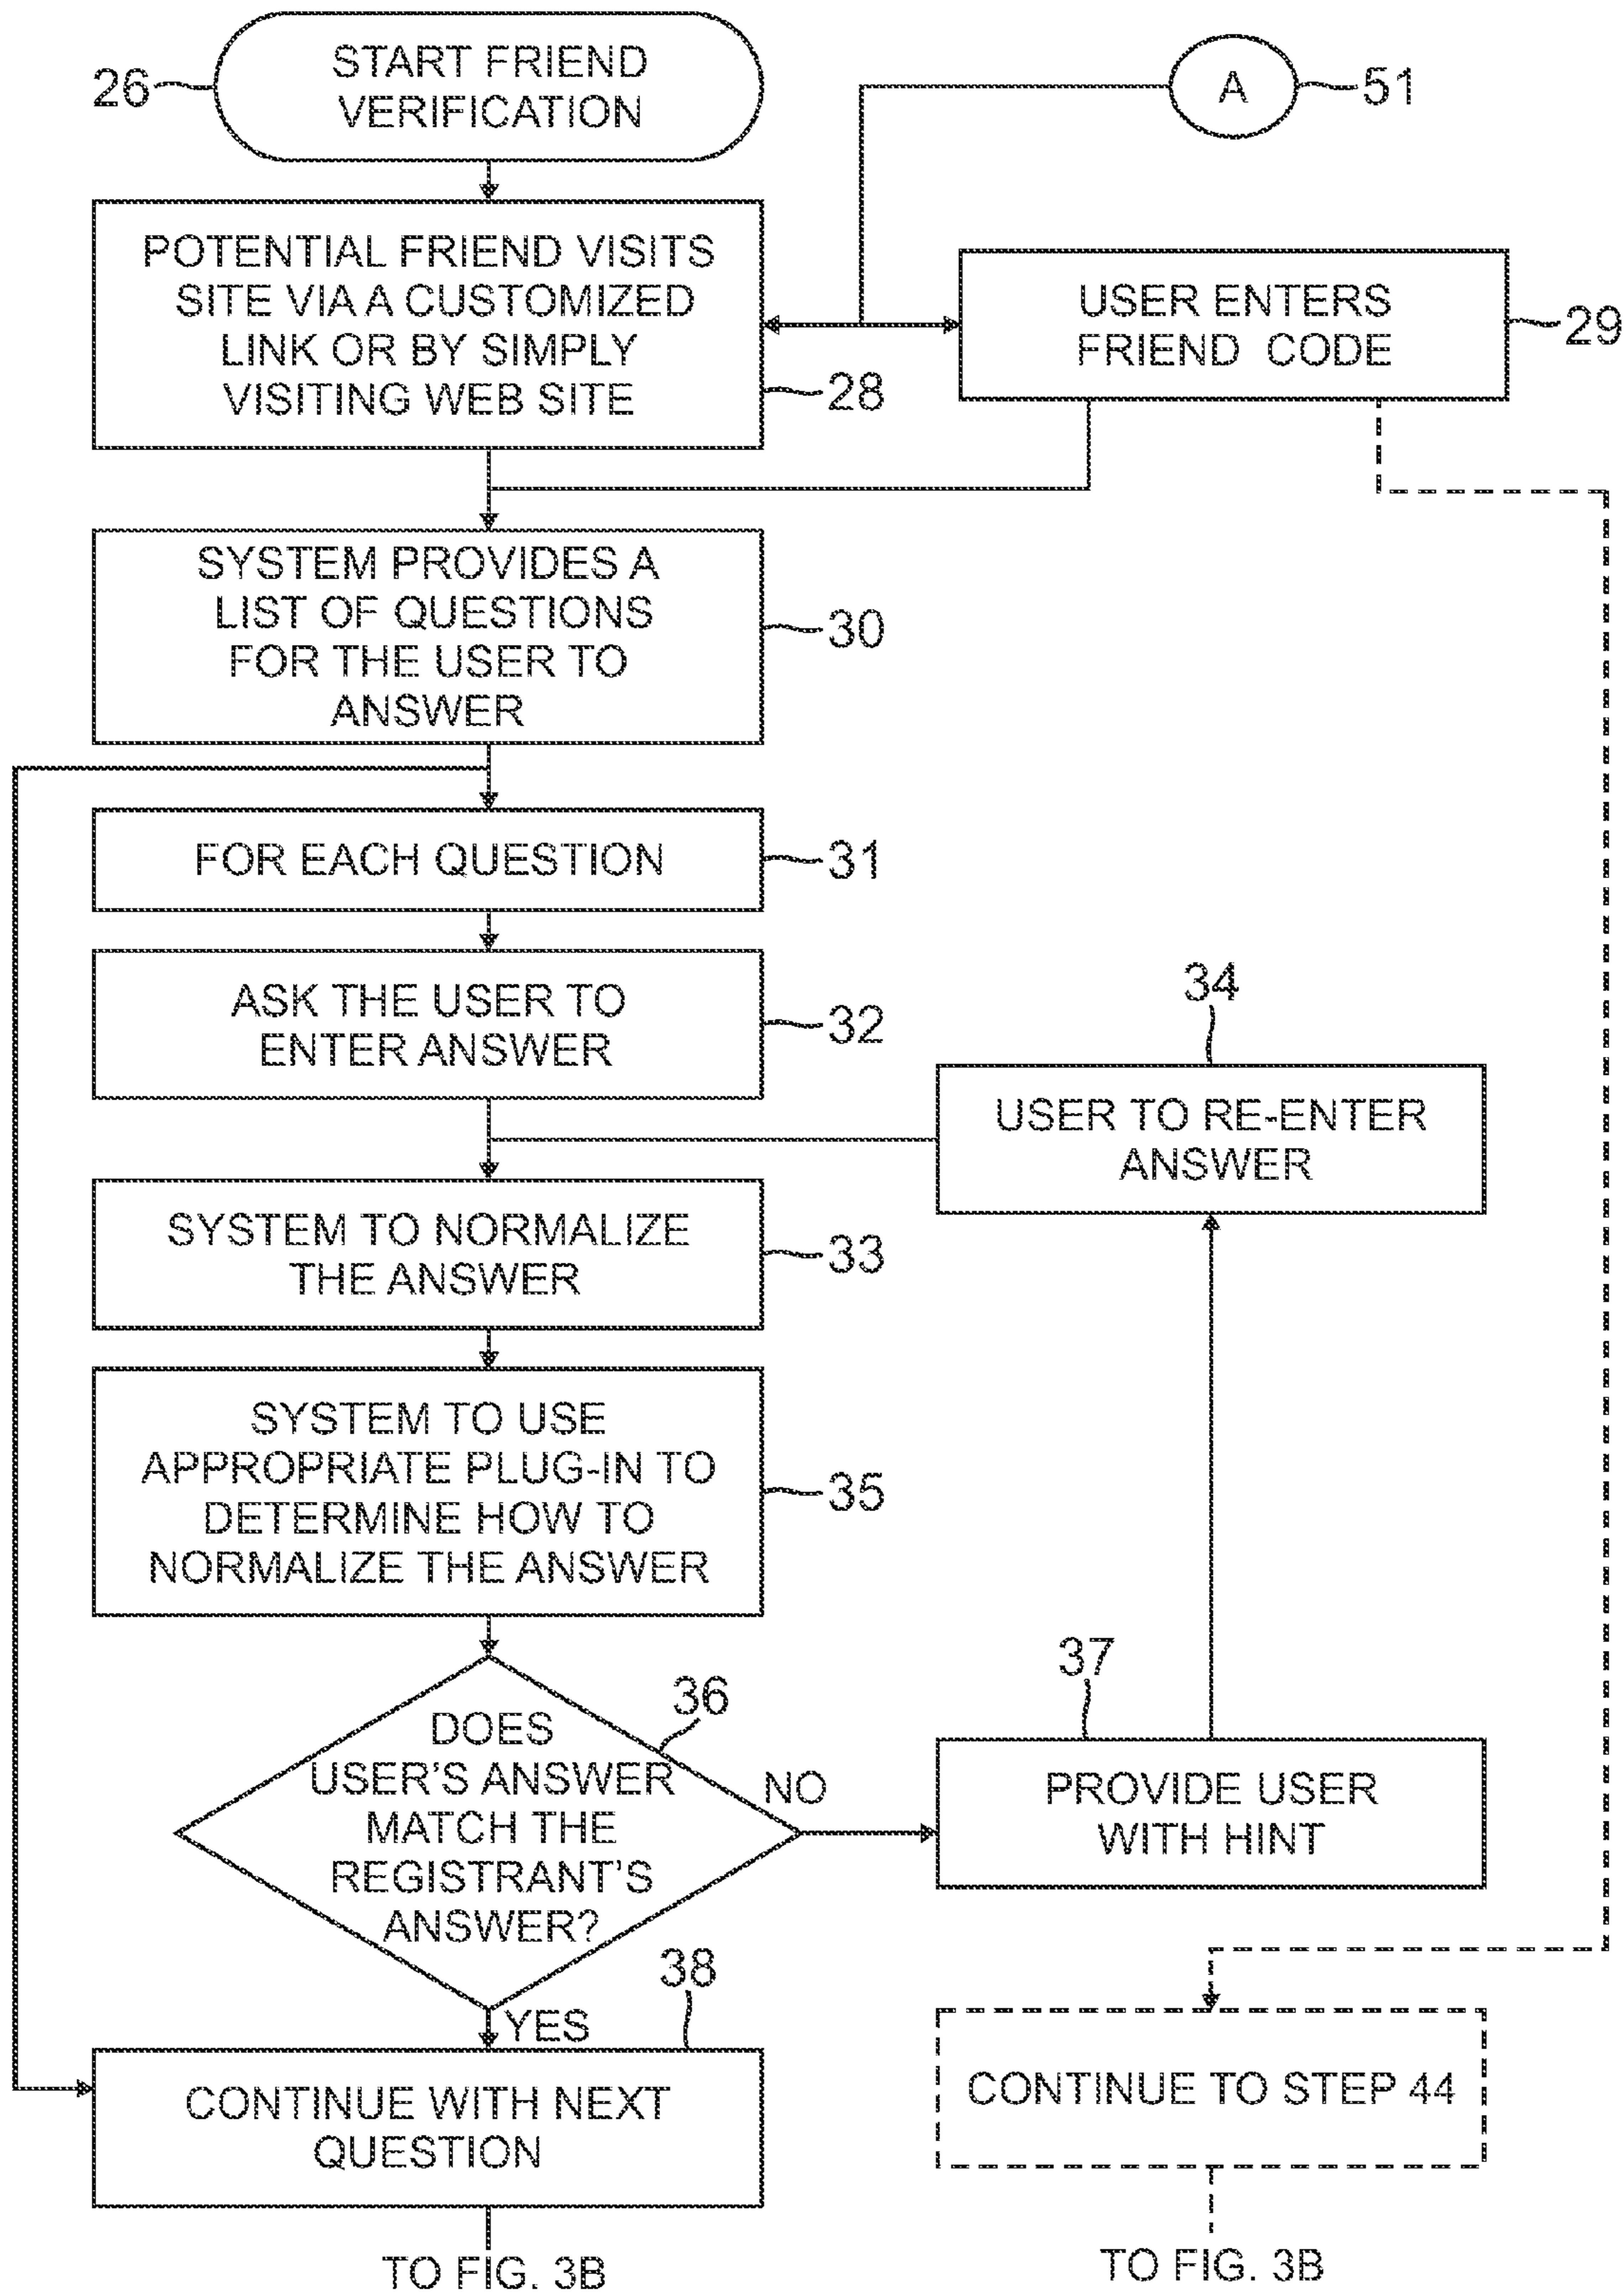 26
START FRIEND
VERIFICATION
A
51
POTENTIAL FRIEND VISITS
SITE VIA A CUSTOMIZED
LINK OR BY SIMPLY
VISITING WEB SITE
28
USER ENTERS
FRIEND CODE
29
SYSTEM PROVIDES A
LIST OF QUESTIONS
FOR THE USER TO
ANSWER
30
FOR EACH QUESTION
31
ASK THE USER TO
ENTER ANSWER
32
34
USER TO RE-ENTER
ANSWER
SYSTEM TO NORMALIZE
THE ANSWER
33
SYSTEM TO USE
APPROPRIATE PLUG-IN TO
DETERMINE HOW TO
NORMALIZE THE ANSWER
35
36
DOES
USER'S ANSWER
MATCH THE
REGISTRANT'S
ANSWER?
NO
37
PROVIDE USER
WITH HINT
YES
38
CONTINUE WITH NEXT
QUESTION
CONTINUE TO STEP 44
TO FIG. 3B
TO FIG. 3B